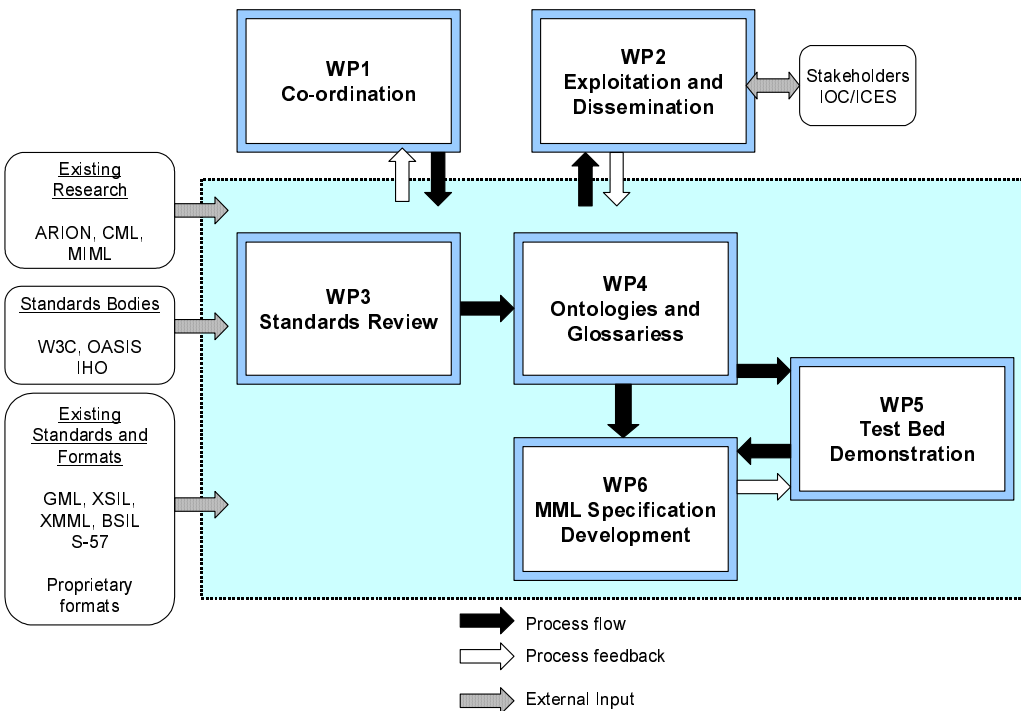 WP1
Co-ordination
WP2
Exploitation and
Dissemination
Stakeholders
IOC/ICES
Existing
Research
ARION, CML,
MIML
Standards Bodies
W3C, OASIS
IHO
Existing
Standards and
Formats
GML, XSIL,
XMML, BSIL
S-57
Proprietary
formats
WP3
Standards Review
WP4
Ontologies and
Glossariess
WP5
Test Bed
Demonstration
WP6
MML Specification
Development
Process flow
Process feedback
External Input